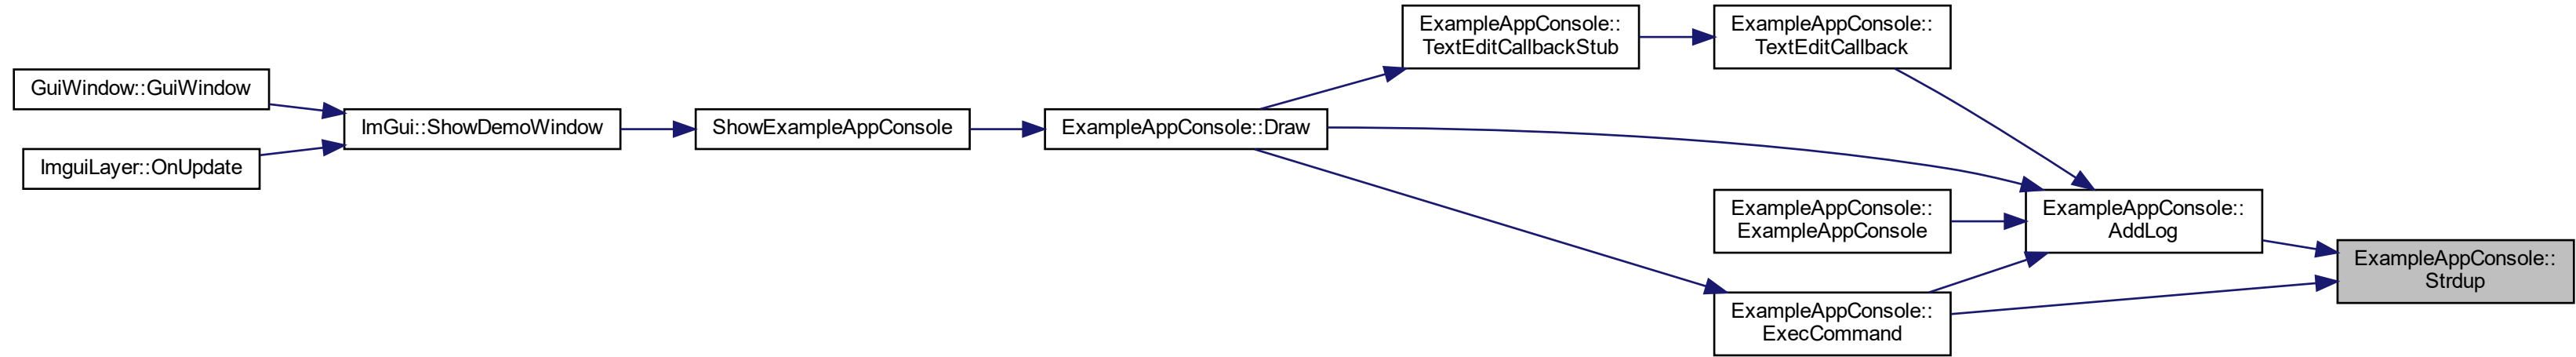 GuiWindow::GuiWindow
ImguiLayer::OnUpdate
ImGui::ShowDemoWindow
ShowExampleAppConsole
ExampleAppConsole::Draw
ExampleAppConsole::
TextEditCallbackStub
ExampleAppConsole::
TextEditCallback
ExampleAppConsole::
ExampleAppConsole
ExampleAppConsole::
ExecCommand
ExampleAppConsole::
AddLog
ExampleAppConsole::
Strdup